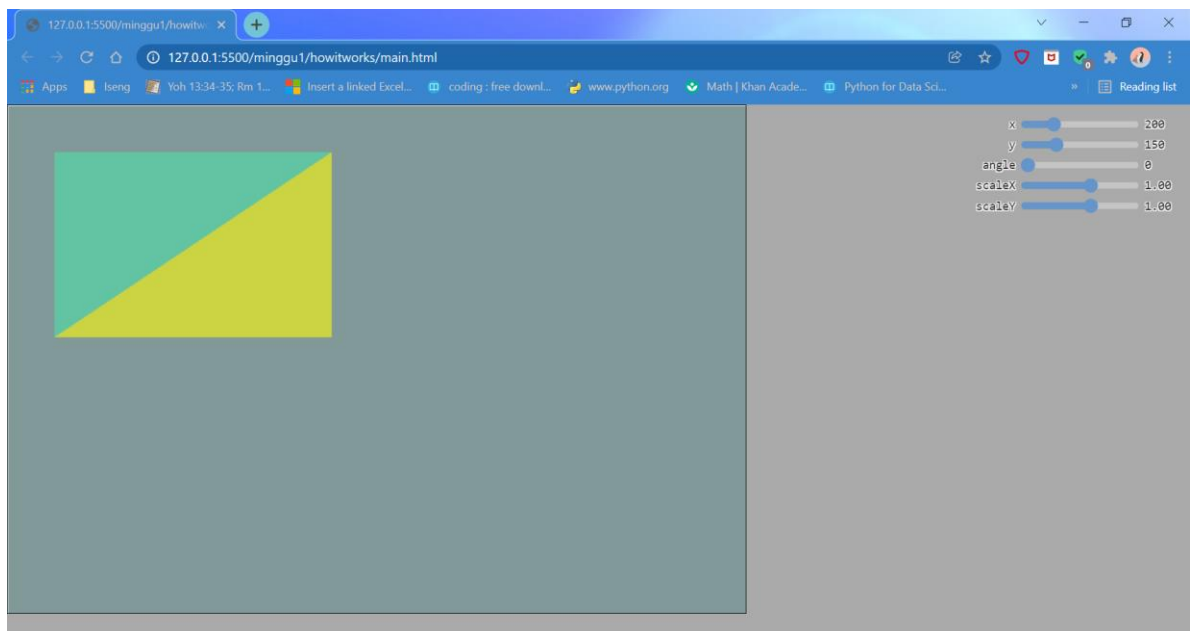 127.0.0.1:5500/minggu1/howitw
127.0.0.1:5500/minggu1/howitworks/main.html
Apps Iseng Yoh 13:34-35; Rm 1... Insert a linked Excel... coding : free downl... www.python.org Math | Khan Acade... Python for Data Sci... » Reading list
x 200
y 150
angle 0
scaleX 1.00
scaleY 1.00